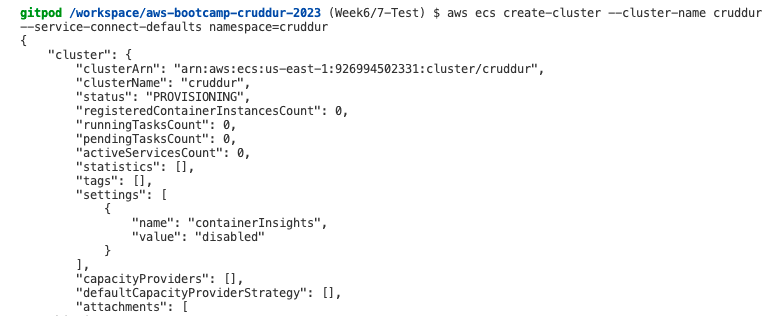 gitpod /workspace/aws-bootcamp-cruddur-2023 (Week6/7-Test) $ aws ecs create-cluster --cluster-name cruddur
--service-connect-defaults namespace=cruddur
{
    "cluster": {
        "clusterArn": "arn:aws:ecs:us-east-1:926994502331:cluster/cruddur",
        "clusterName": "cruddur",
        "status": "PROVISIONING",
        "registeredContainerInstancesCount": 0,
        "runningTasksCount": 0,
        "pendingTasksCount": 0,
        "activeServicesCount": 0,
        "statistics": [],
        "tags": [],
        "settings": [
            {
                "name": "containerInsights",
                "value": "disabled"
            }
        ],
        "capacityProviders": [],
        "defaultCapacityProviderStrategy": [],
        "attachments": [